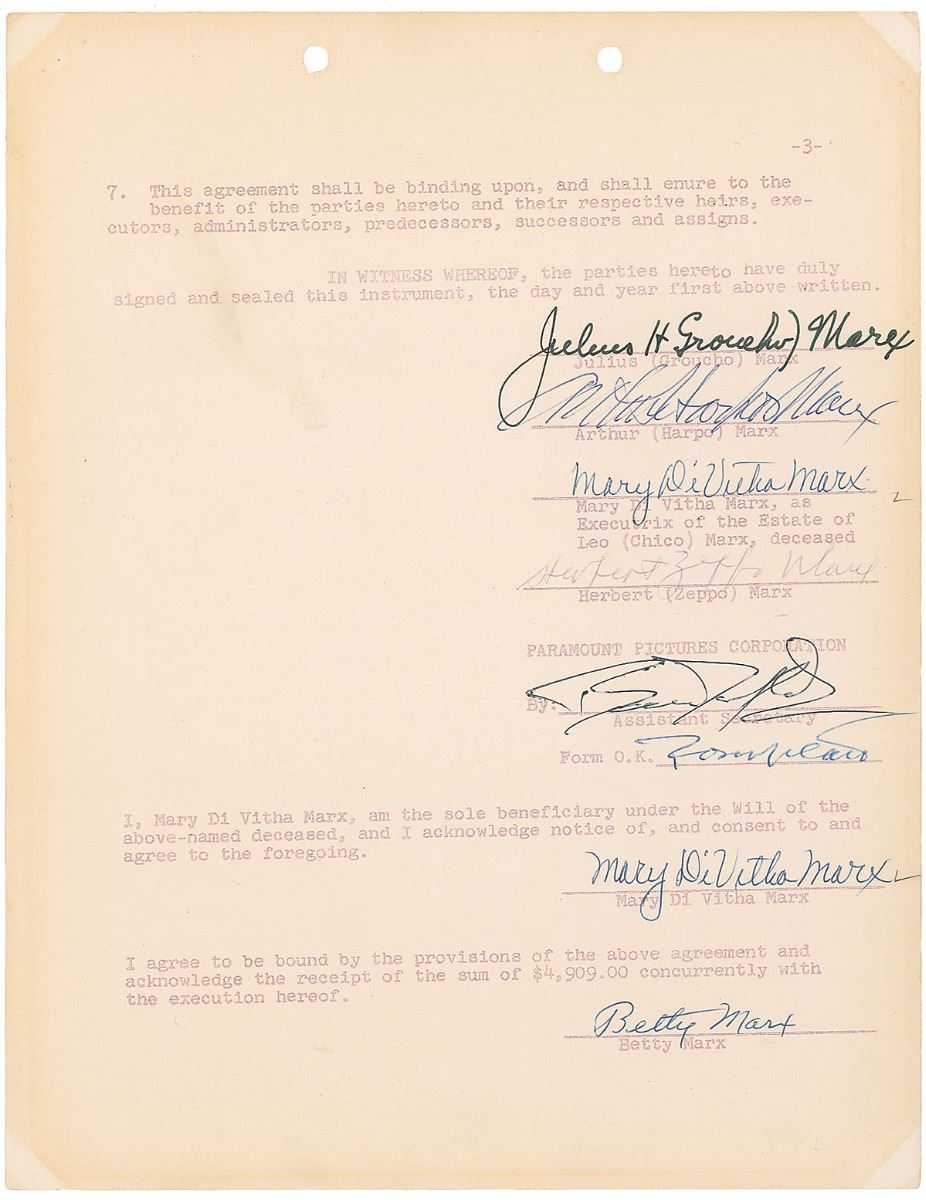 -3-
7. This agreement shall be binding upon, and shall enure to the
benefit of the parties hereto and their respective heirs, exe-
cutors, administrators, predecessors, successors and assigns.
IN WITNESS WHEREOF, the parties hereto have duly
signed and sealed this instrument, the day and year first above written.
Julius H Groucho) Marx
Julius (Groucho) Marx
Harpo Marx
Arthur (Harpo) Marx
Mary Di Vitha Marx
Mary Di Vitha Marx, as
Executrix of the Estate of
Leo (Chico) Marx, deceased
Herbert Zeppo Marx
Herbert (Zeppo) Marx
PARAMOUNT PICTURES CORPORATION
By:
Assistant Secretary
Form O.K.
I, Mary Di Vitha Marx, am the sole beneficiary under the Will of the
above-named deceased, and I acknowledge notice of, and consent to and
agree to the foregoing.
Mary Di Vitha Marx
Mary Di Vitha Marx
I agree to be bound by the provisions of the above agreement and
acknowledge the receipt of the sum of $4,909.00 concurrently with
the execution hereof.
Betty Marx
Betty Marx